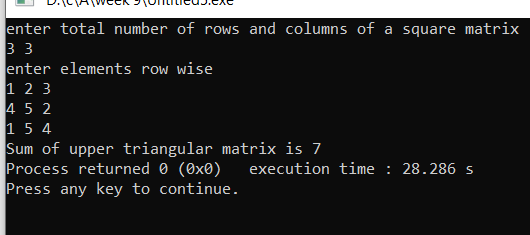 D:\c\A\week 9\Untitled5.exe
enter total number of rows and columns of a square matrix
3 3
enter elements row wise
1 2 3
4 5 2
1 5 4
Sum of upper triangular matrix is 7
Process returned 0 (0x0)   execution time : 28.286 s
Press any key to continue.